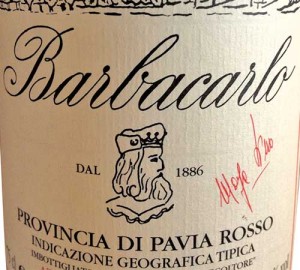 Barbacarlo
DAL 1886
PROVINCIA DI PAVIA ROSSO
INDICAZIONE GEOGRAFICA TIPICA